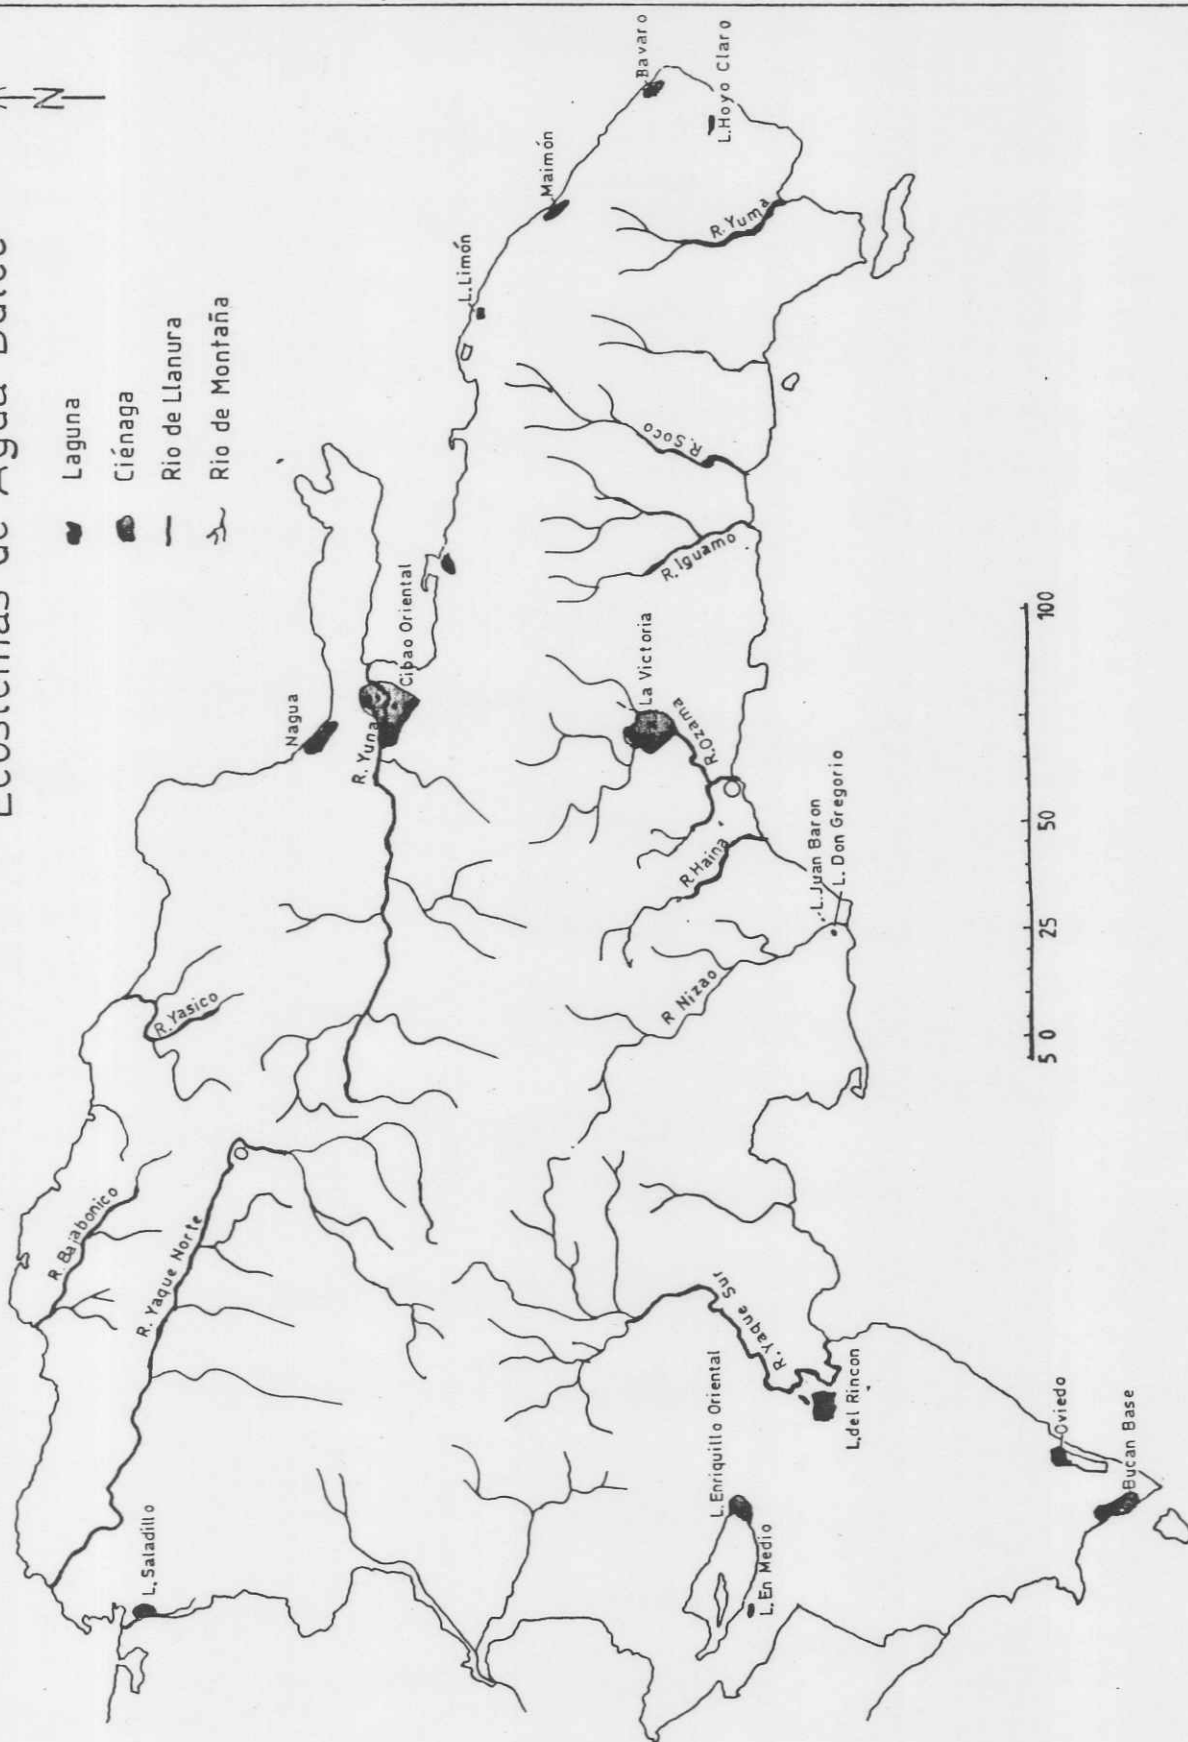 Ecosistemas de Agua Dulce
N
Laguna
Ciénaga
Rio de Llanura
Rio de Montaña
L. Saladillo
R. Bajabonico
R. Yaque Norte
R. Yasico
Nagua
R. Yuna
Cibao Oriental
L. Limón
Maimón
Bavaro
L. Hoyo Claro
R. Yuma
R. Soco
R. Iguamo
La Victoria
R. Ozama
R. Haina
L. Juan Baron
L. Don Gregorio
R. Nizao
R. Yaque Sur
L. del Rincon
L. Enriquillo Oriental
L. En Medio
Oviedo
Bucan Base
5 0 25 50 100